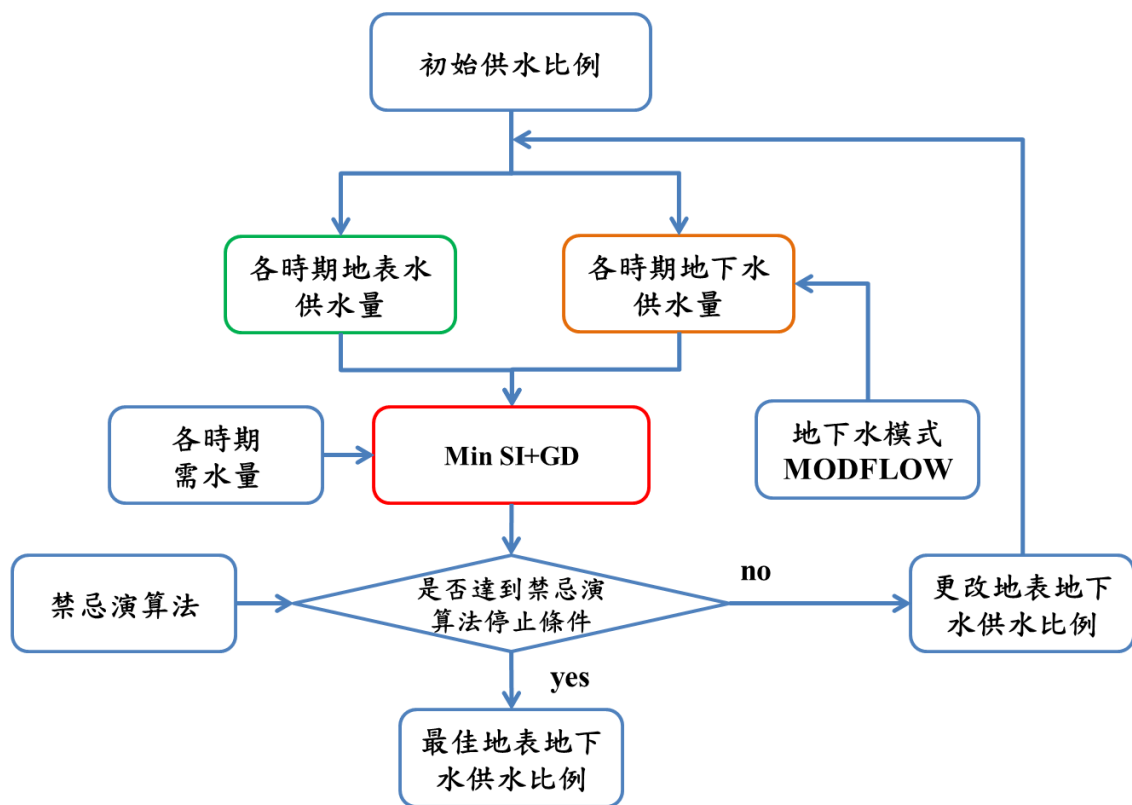 初始供水比例
各時期地表水
供水量
各時期地下水
供水量
各時期
需水量
Min SI+GD
地下水模式
MODFLOW
禁忌演算法
是否達到禁忌演
算法停止條件
no
更改地表地下
水供水比例
yes
最佳地表地下
水供水比例